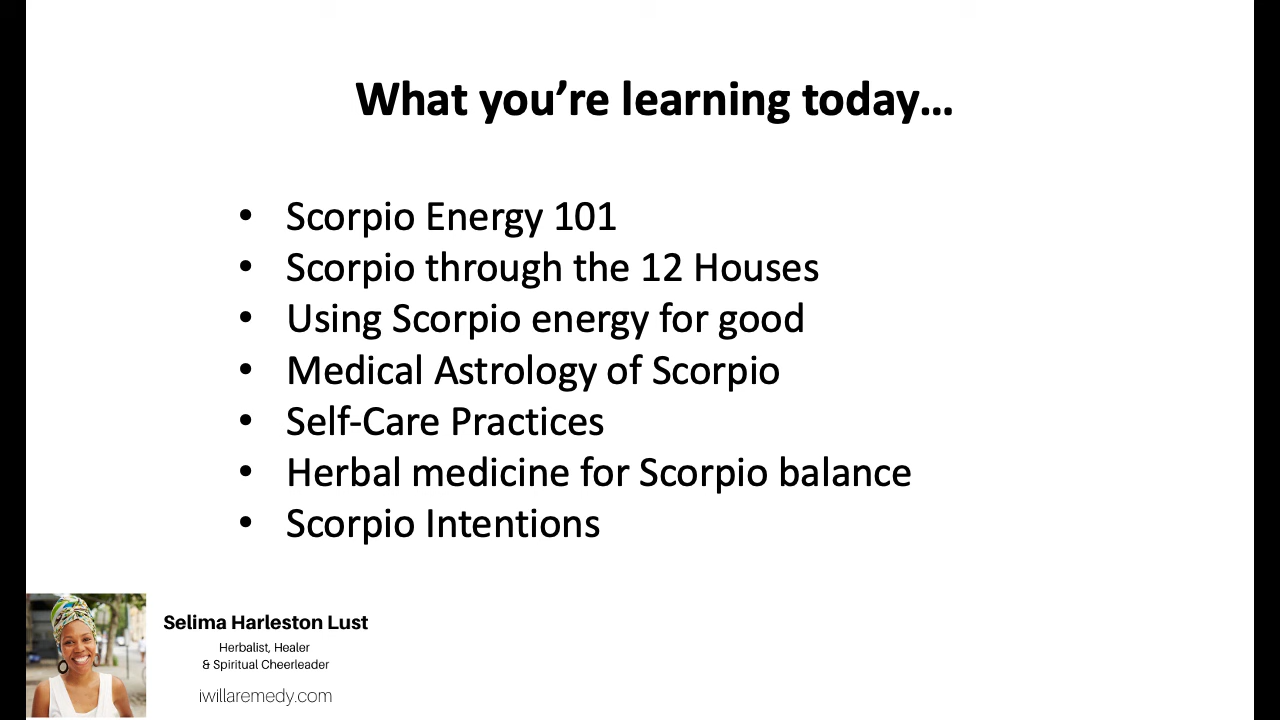 What you’re learning today…
• Scorpio Energy 101
• Scorpio through the 12 Houses
• Using Scorpio energy for good
• Medical Astrology of Scorpio
• Self-Care Practices
• Herbal medicine for Scorpio balance
• Scorpio Intentions
Selima Harleston Lust
Herbalist, Healer
& Spiritual Cheerleader
iwillaremedy.com